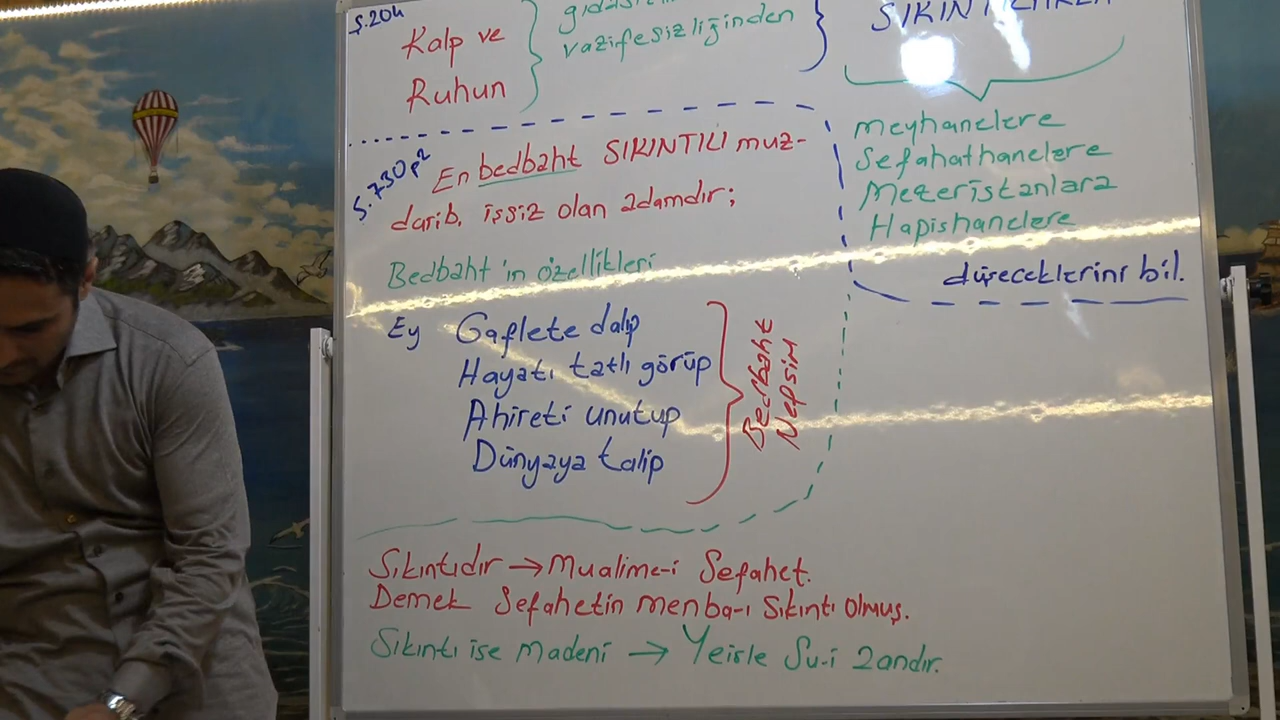 Ş.204
Kalp ve
Ruhun
vazifesizliğinden
meyhanelere
Sefahathanelere
Mezeristanlara
Hapishanelere
düşeceklerini bil.
S.730 p2
En bedbaht SIKINTILI muz-
darib, işsiz olan adamdır;
Bedbaht'ın özellikleri
Ey Gaflete dalıp
Hayatı tatlı görüp
Ahireti unutup
Dünyaya talip
Bedbaht
Nefsim
Sıkıntıdır → Mualime-i Sefahet.
Demek Sefahetin menba-ı Sıkıntı olmuş.
Sıkıntı ise madeni → Yeisle Su-i zandır.